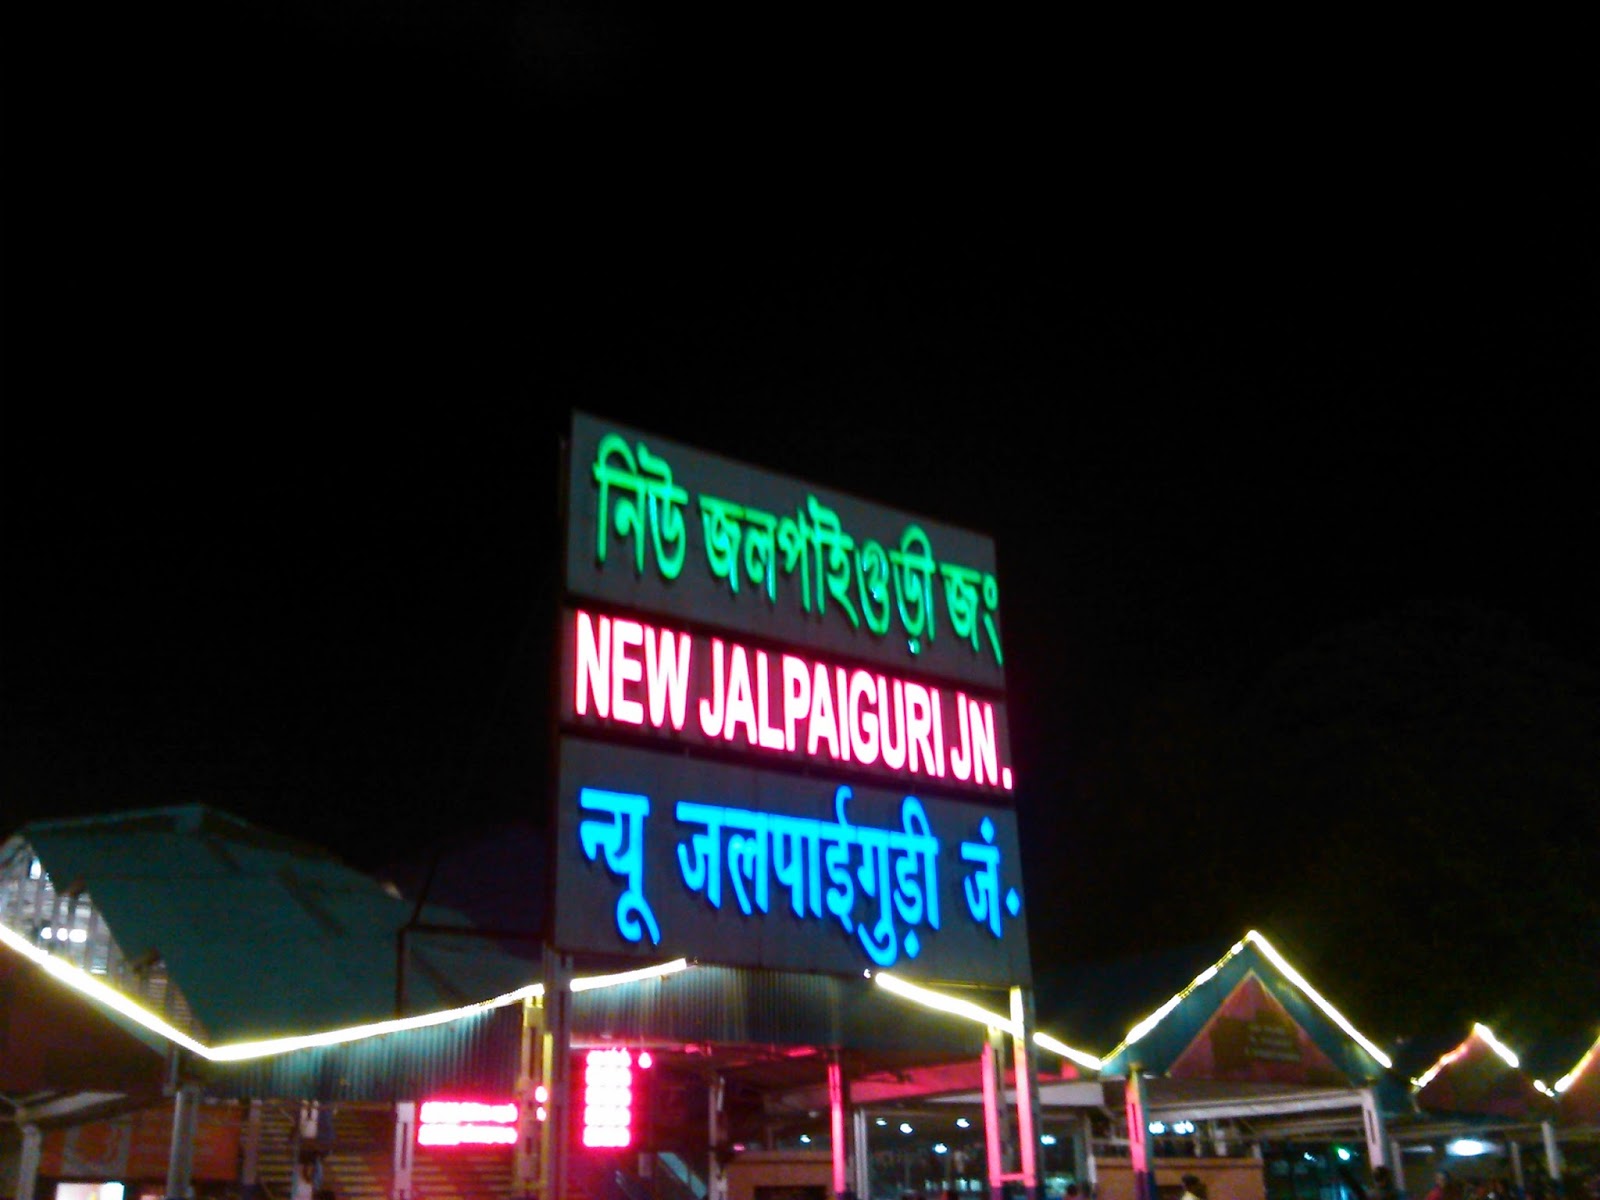 নিউ জলপাইগুড়ী জং
NEW JALPAIGURI JN.
न्यू जलपाईगुड़ी जं॰